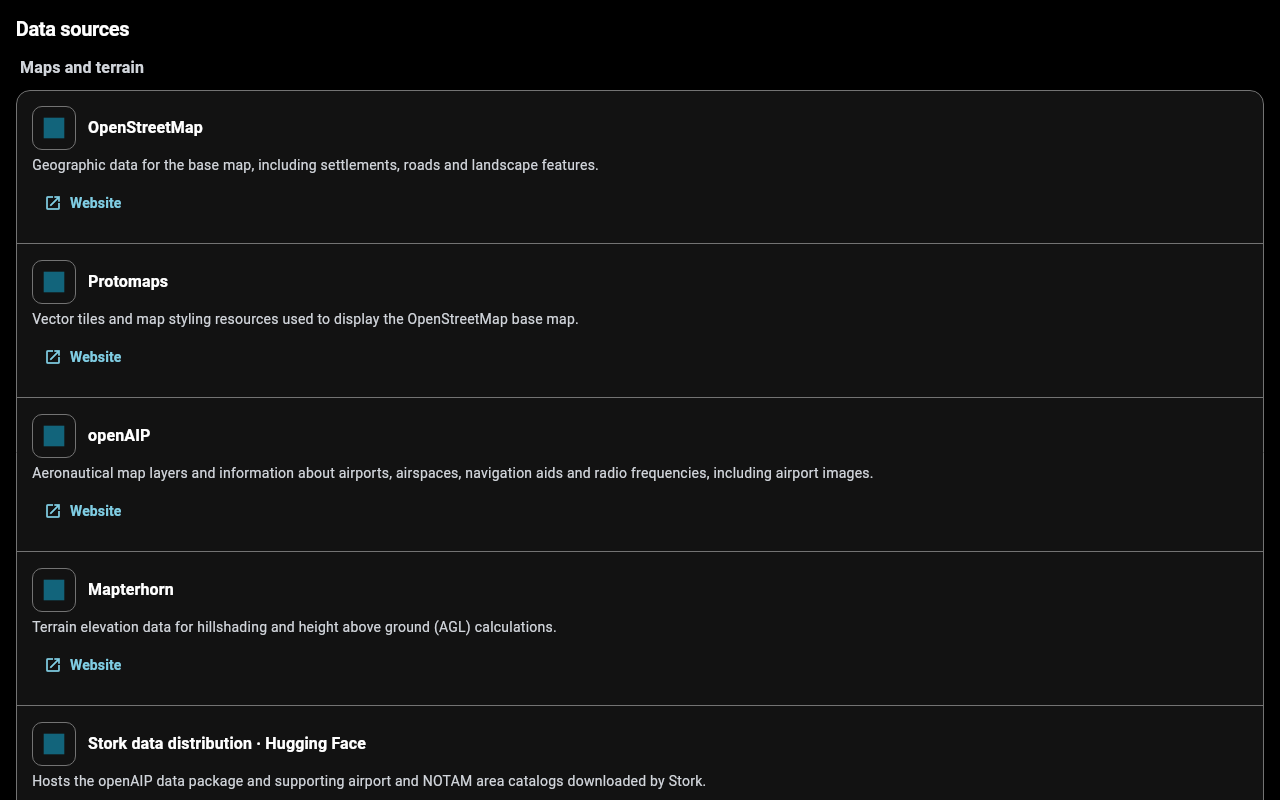 Data sources
Maps and terrain
OpenStreetMap
Geographic data for the base map, including settlements, roads and landscape features.
Website
Protomaps
Vector tiles and map styling resources used to display the OpenStreetMap base map.
Website
openAIP
Aeronautical map layers and information about airports, airspaces, navigation aids and radio frequencies, including airport images.
Website
Mapterhorn
Terrain elevation data for hillshading and height above ground (AGL) calculations.
Website
Stork data distribution · Hugging Face
Hosts the openAIP data package and supporting airport and NOTAM area catalogs downloaded by Stork.